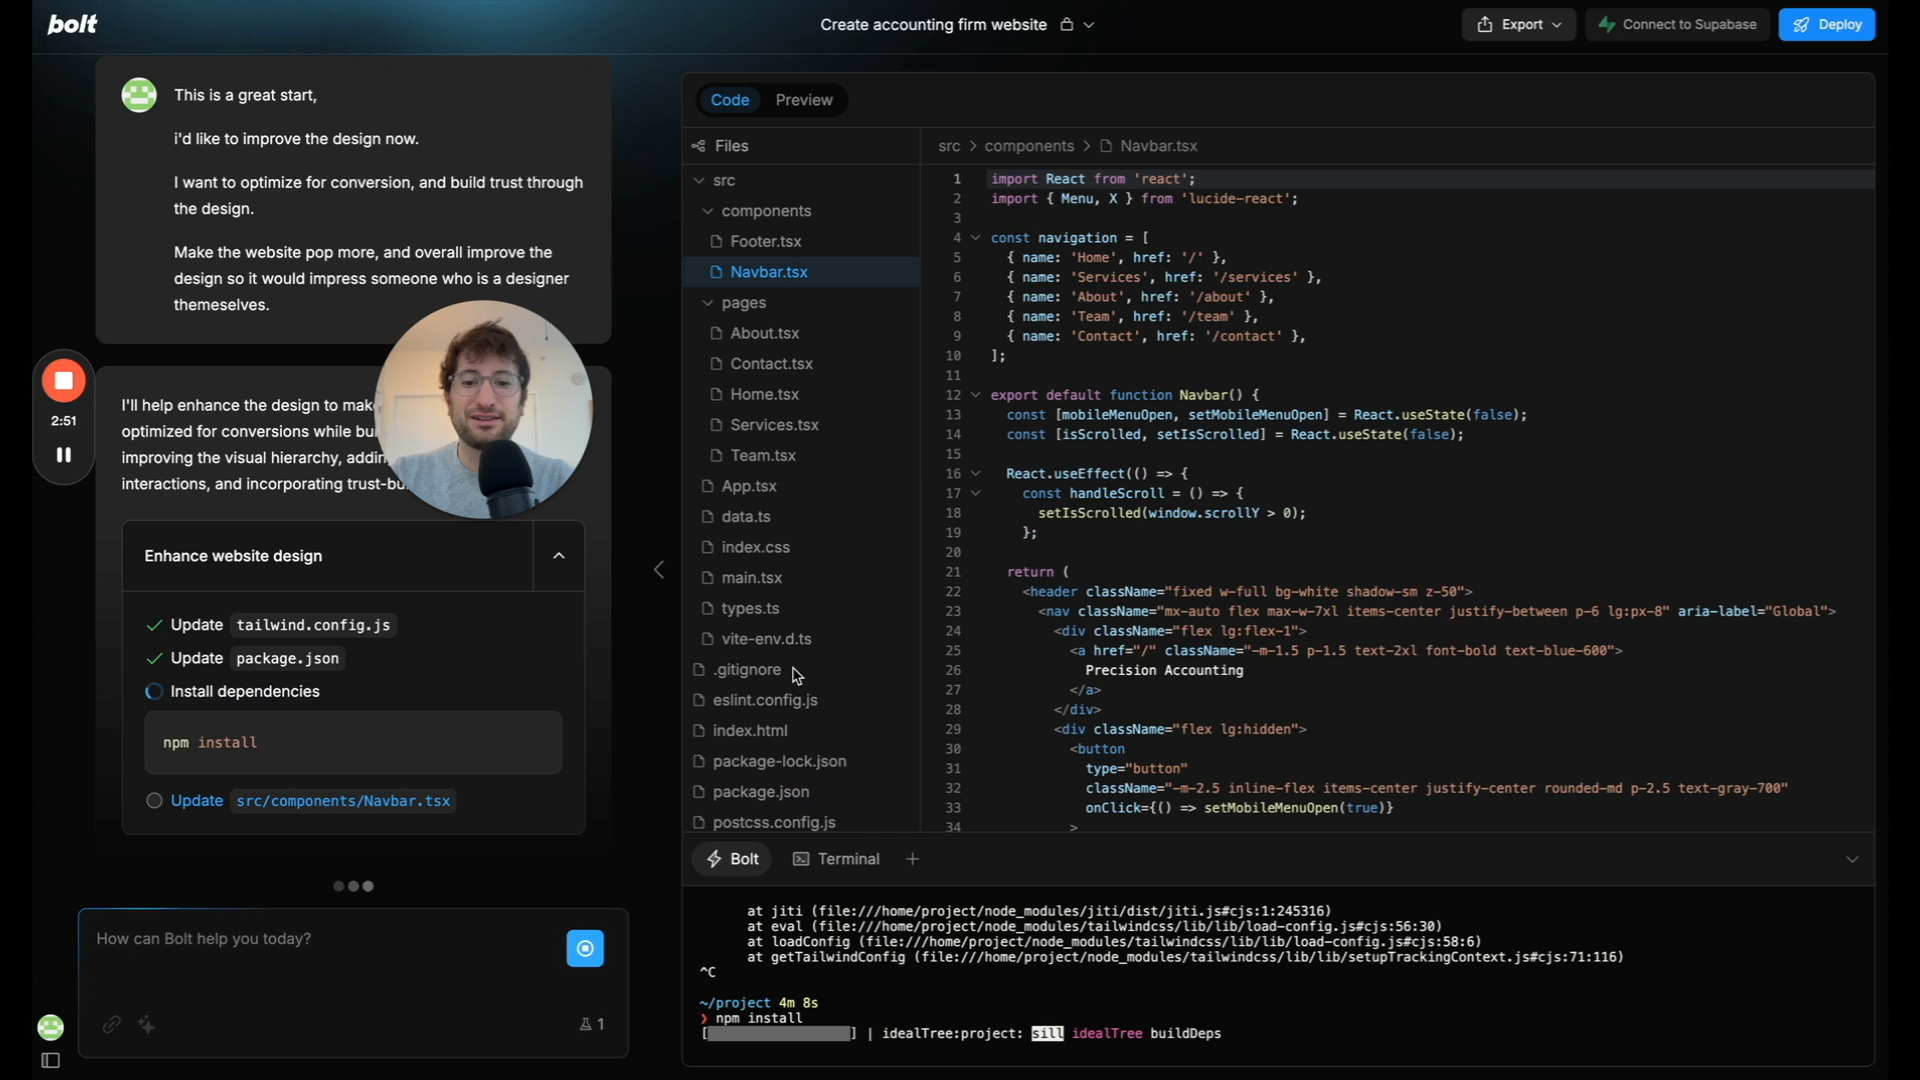 bolt
Create accounting firm website
Export
Connect to Supabase
Deploy
This is a great start,
i'd like to improve the design now.
I want to optimize for conversion, and build trust through
the design.
Make the website pop more, and overall improve the
design so it would impress someone who is a designer
themeselves.
2:51
I'll help enhance the design to make
optimized for conversions while
improving the visual hierarchy,
interactions, and incorporating
Enhance website design
Update tailwind.config.js
Update package.json
Install dependencies
npm install
Update src/components/Navbar.tsx
How can Bolt help you today?
1
Code Preview
Files
src
components
Footer.tsx
Navbar.tsx
pages
About.tsx
Contact.tsx
Home.tsx
Services.tsx
Team.tsx
App.tsx
data.ts
index.css
main.tsx
types.ts
vite-env.d.ts
.gitignore
eslint.config.js
index.html
package-lock.json
package.json
postcss.config.js
src > components > Navbar.tsx
1 import React from 'react';
2 import { Menu, X } from 'lucide-react';
3
4 const navigation = [
5 { name: 'Home', href: '/' },
6 { name: 'Services', href: '/services' },
7 { name: 'About', href: '/about' },
8 { name: 'Team', href: '/team' },
9 { name: 'Contact', href: '/contact' },
10 ];
11
12 export default function Navbar() {
13 const [mobileMenuOpen, setMobileMenuOpen] = React.useState(false);
14 const [isScrolled, setIsScrolled] = React.useState(false);
15
16 React.useEffect(() => {
17 const handleScroll = () => {
18 setIsScrolled(window.scrollY > 0);
19 };
20
21 return (
22 <header className="fixed w-full bg-white shadow-sm z-50">
23 <nav className="mx-auto flex max-w-7xl items-center justify-between p-6 lg:px-8" aria-label="Global">
24 <div className="flex lg:flex-1">
25 <a href="/" className="-m-1.5 p-1.5 text-2xl font-bold text-blue-600">
26 Precision Accounting
27 </a>
28 </div>
29 <div className="flex lg:hidden">
30 <button
31 type="button"
32 className="-m-2.5 inline-flex items-center justify-center rounded-md p-2.5 text-gray-700"
33 onClick={() => setMobileMenuOpen(true)}
34 >
Bolt Terminal +
at jiti (file:///home/project/node_modules/jiti/dist/jiti.js#cjs:1:245316)
at eval (file:///home/project/node_modules/tailwindcss/lib/lib/load-config.js#cjs:56:30)
at loadConfig (file:///home/project/node_modules/tailwindcss/lib/lib/load-config.js#cjs:58:6)
at getTailwindConfig (file:///home/project/node_modules/tailwindcss/lib/lib/setupTrackingContext.js#cjs:71:116)
^C
~/project 4m 8s
❯ npm install
[ ] | idealTree:project: sill idealTree buildDeps